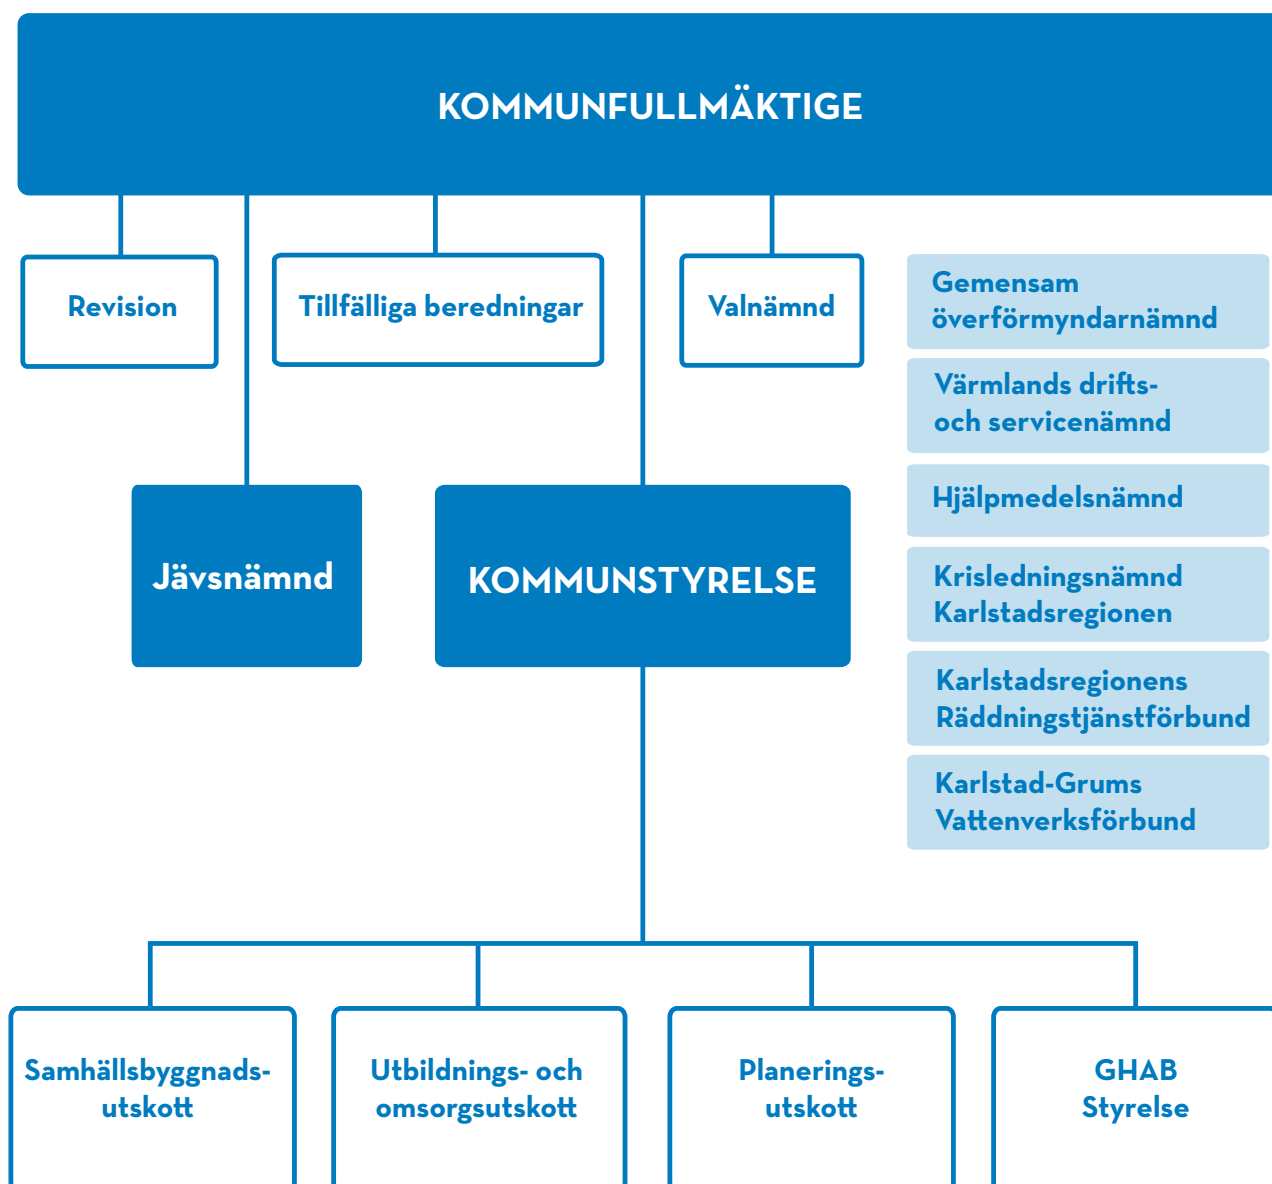 KOMMUNFULLMÄKTIGE
Revision
Tillfälliga beredningar
Valnämnd
Gemensam
överförmyndarnämnd
Värmlands drifts-
och servicenämnd
Hjälpmedelsnämnd
Krisledningsnämnd
Karlstadsregionen
Karlstadsregionens
Räddningstjänstförbund
Karlstad-Grums
Vattenverksförbund
Jävsnämnd
KOMMUNSTYRELSE
Samhällsbyggnads-
utskott
Utbildnings- och
omsorgsutskott
Planerings-
utskott
GHAB
Styrelse